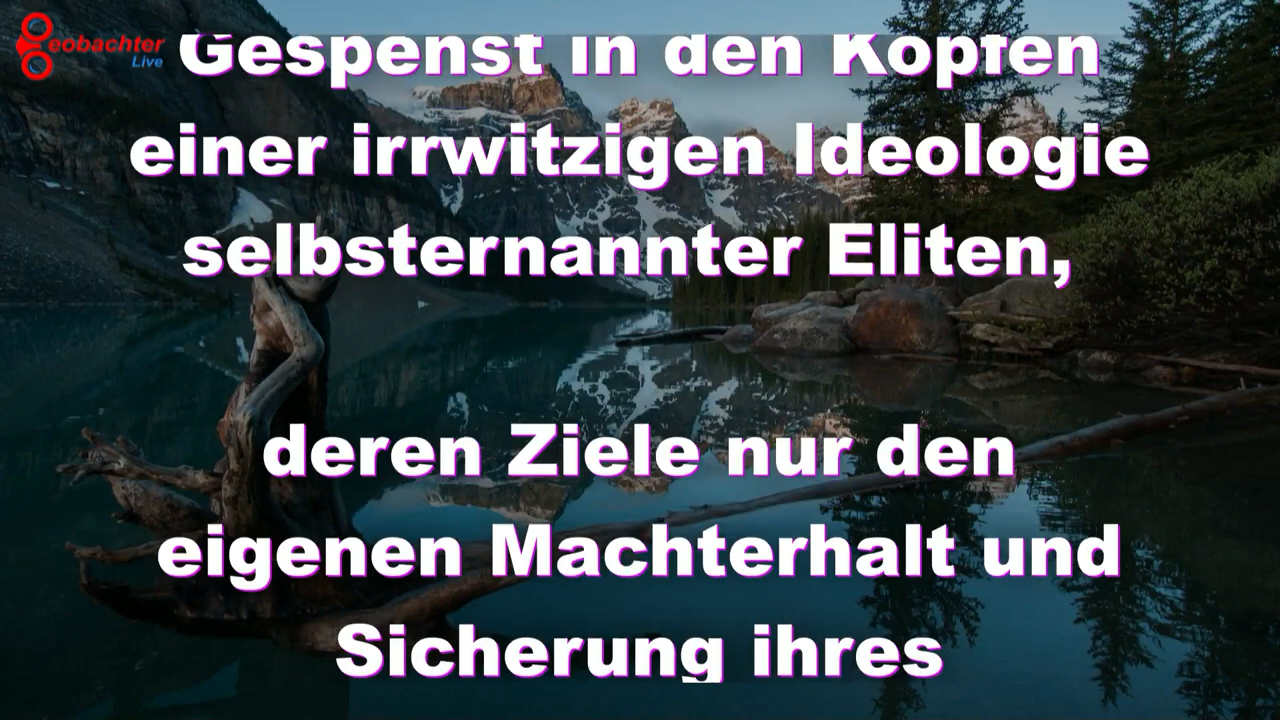 Beobachter
Live
Gespenst in den Köpfen
einer irrwitzigen Ideologie
selbsternannter Eliten,
deren Ziele nur den
eigenen Machterhalt und
Sicherung ihres